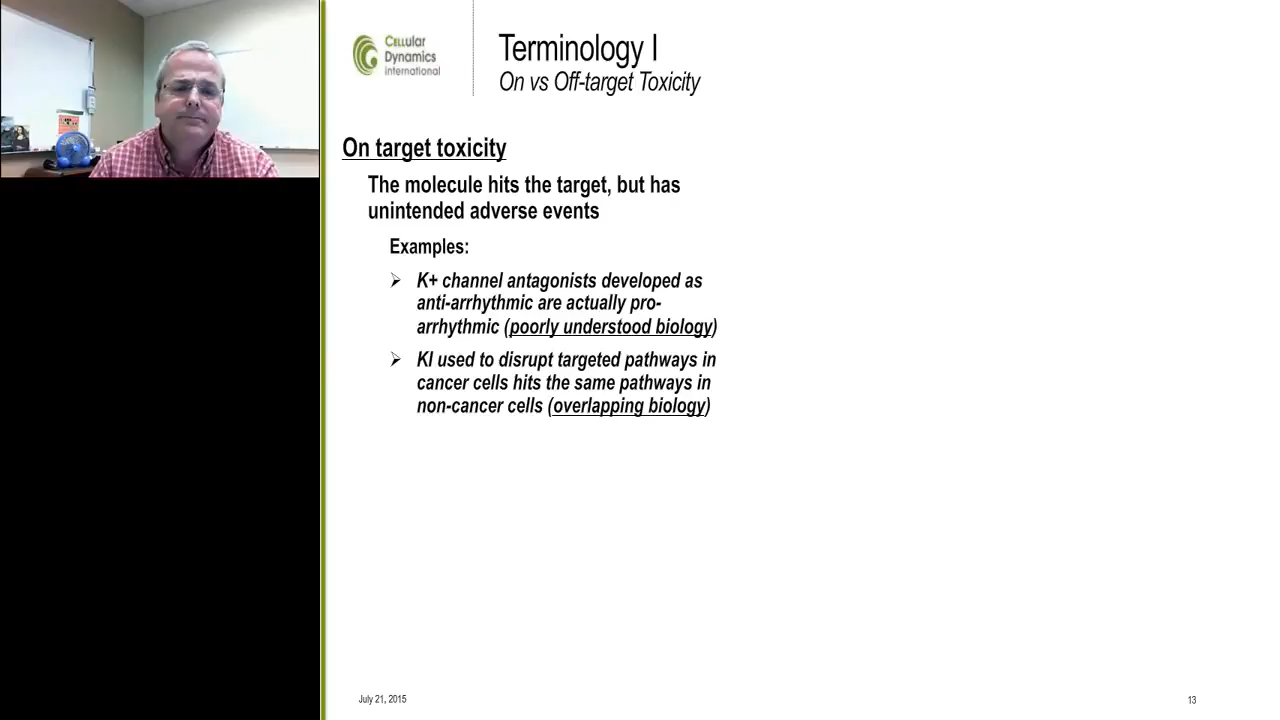 CELLular
Dynamics
international
Terminology I
On vs Off-target Toxicity
On target toxicity
The molecule hits the target, but has
unintended adverse events
Examples:
➢ K+ channel antagonists developed as
anti-arrhythmic are actually pro-
arrhythmic (poorly understood biology)
➢ KI used to disrupt targeted pathways in
cancer cells hits the same pathways in
non-cancer cells (overlapping biology)
July 21, 2015
13